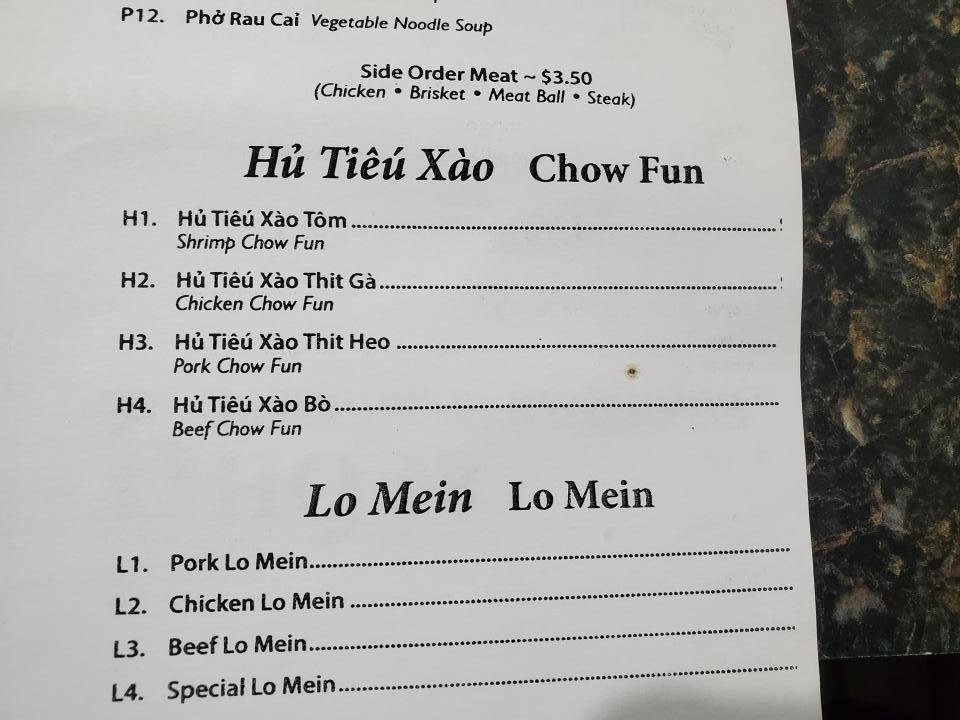 P12. Phở Rau Caỉ Vegetable Noodle Soup
Side Order Meat ~ $3.50
(Chicken • Brisket • Meat Ball • Steak)
Hủ Tiêú Xào Chow Fun
H1. Hủ Tiêú Xào Tôm
Shrimp Chow Fun
H2. Hủ Tiêú Xào Thit Gà
Chicken Chow Fun
H3. Hủ Tiêú Xào Thit Heo
Pork Chow Fun
H4. Hủ Tiêú Xào Bò
Beef Chow Fun
Lo Mein Lo Mein
L1. Pork Lo Mein
L2. Chicken Lo Mein
L3. Beef Lo Mein
L4. Special Lo Mein